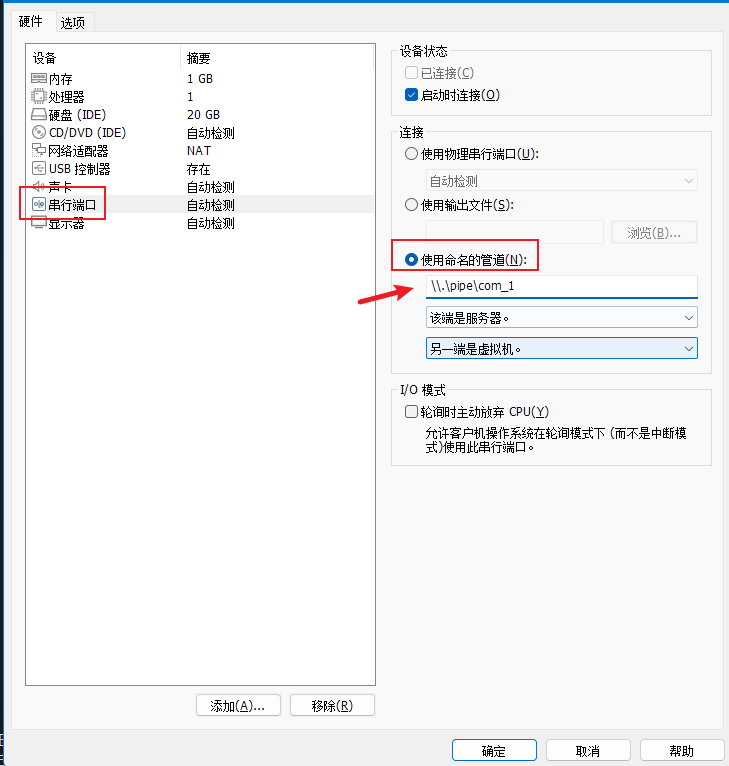 硬件 选项
设备 摘要
内存 1 GB
处理器 1
硬盘 (IDE) 20 GB
CD/DVD (IDE) 自动检测
网络适配器 NAT
USB 控制器 存在
声卡 自动检测
串行端口 自动检测
显示器 自动检测
添加(A)... 移除(R)
设备状态
已连接(C)
启动时连接(O)
连接
使用物理串行端口(U):
自动检测
使用输出文件(S):
浏览(B)...
使用命名的管道(N):
\\.\pipe\com_1
该端是服务器。
另一端是虚拟机。
I/O 模式
轮询时主动放弃 CPU(Y)
允许客户机操作系统在轮询模式下 (而不是中断模
式)使用此串行端口。
确定 取消 帮助